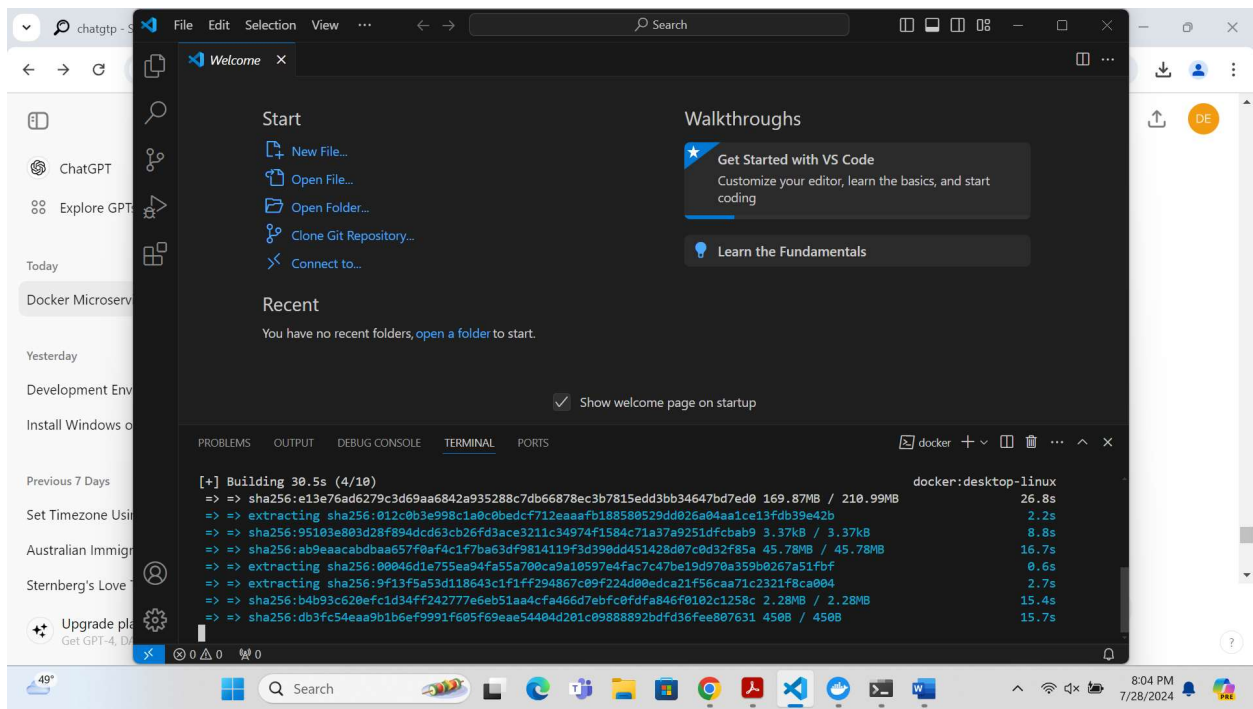 chatgtp - S
File Edit Selection View ··· Search
Welcome
Start
New File...
Open File...
Open Folder...
Clone Git Repository...
Connect to...
Recent
You have no recent folders, open a folder to start.
Walkthroughs
Get Started with VS Code
Customize your editor, learn the basics, and start
coding
Learn the Fundamentals
Show welcome page on startup
DE
ChatGPT
Explore GPTs
Today
Docker Microserv
Yesterday
Development Env
Install Windows o
Previous 7 Days
Set Timezone Usin
Australian Immigr
Sternberg's Love T
Upgrade pla
Get GPT-4, DA
PROBLEMS OUTPUT DEBUG CONSOLE TERMINAL PORTS docker
[+] Building 30.5s (4/10) docker:desktop-linux
=> => sha256:e13e76ad6279c3d69aa6842a935288c7db66878ec3b7815edd3bb34647bd7ed0 169.87MB / 210.99MB 26.8s
=> => extracting sha256:012c0b3e998c1a0c0bedcf712eaaafb188580529dd026a04aa1ce13fdb39e42b 2.2s
=> => sha256:95103e803d28f894dcd63cb26fd3ace3211c34974f1584c71a37a9251dfcbab9 3.37kB / 3.37kB 8.8s
=> => sha256:ab9eaacabdbaa657f0af4c1f7ba63df9814119f3d390dd451428d07c0d32f85a 45.78MB / 45.78MB 16.7s
=> => extracting sha256:00046d1e755ea94fa55a700ca9a10597e4fac7c47be19d970a359b0267a51fbf 0.6s
=> => extracting sha256:9f13f5a53d118643c1f1ff294867c09f224d00edca21f56caa71c2321f8ca004 2.7s
=> => sha256:b4b93c620efc1d34ff242777e6eb51aa4cfa466d7ebfc0fdfa846f0102c1258c 2.28MB / 2.28MB 15.4s
=> => sha256:db3fc54eaa9b1b6ef9991f605f69eae54404d201c09888892bdfd36fee807631 450B / 450B 15.7s
0 0 0
49°
Search
8:04 PM
7/28/2024
PRE